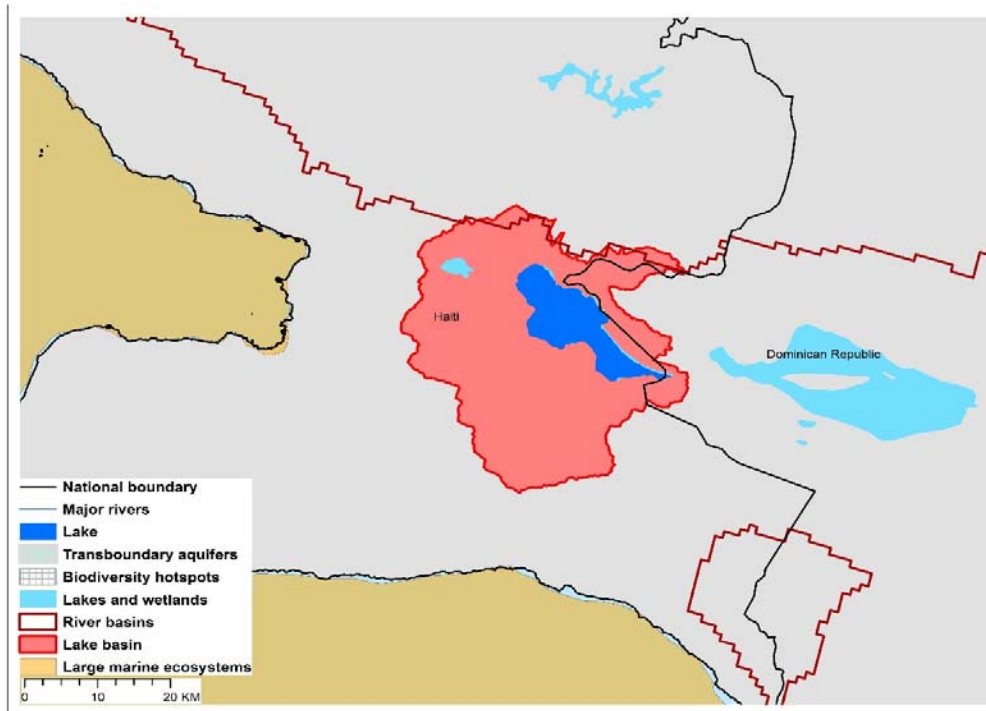 Haiti
Dominican Republic
National boundary
Major rivers
Lake
Transboundary aquifers
Biodiversity hotspots
Lakes and wetlands
River basins
Lake basin
Large marine ecosystems
0 10 20 KM